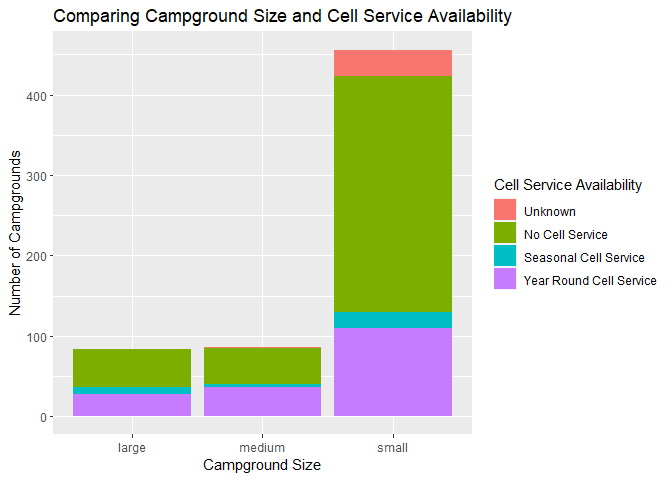 Comparing Campground Size and Cell Service Availability
Number of Campgrounds
400
300
200
100
0
large medium small
Campground Size
Cell Service Availability
Unknown
No Cell Service
Seasonal Cell Service
Year Round Cell Service